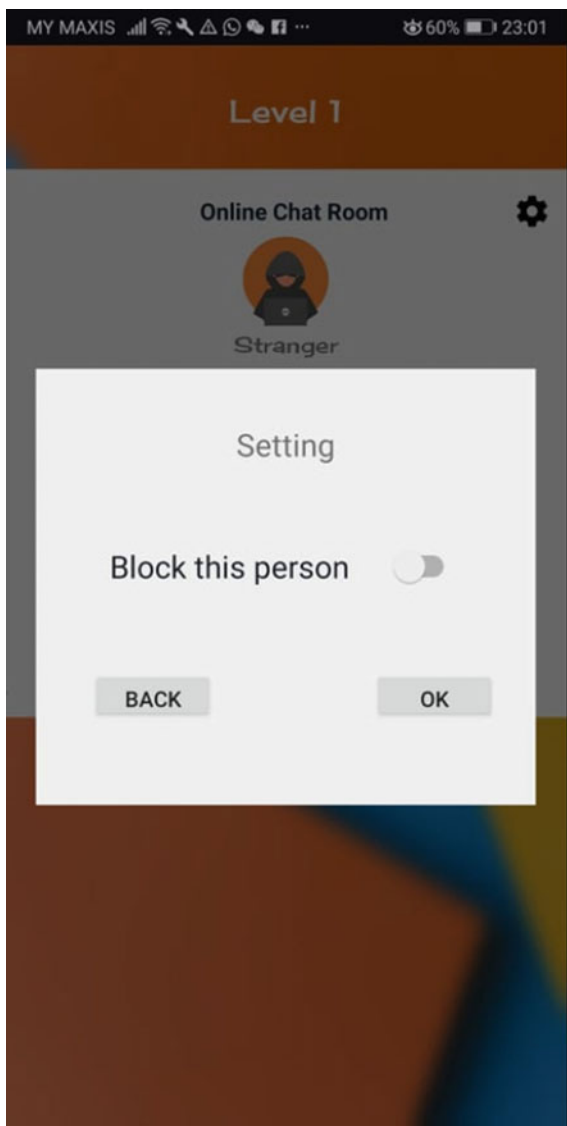 MY MAXIS 60% 23:01
Level 1
Online Chat Room
Stranger
Setting
Block this person
BACK OK